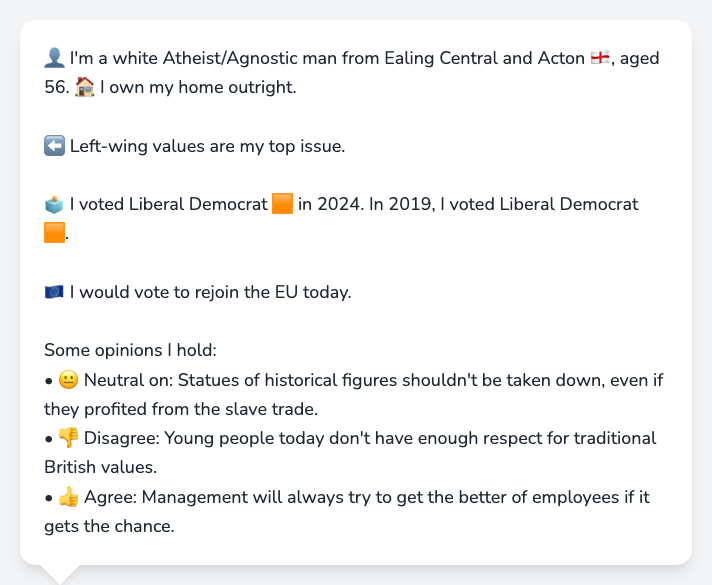 👤 I'm a white Atheist/Agnostic man from Ealing Central and Acton 🏴󠁧󠁢󠁥󠁮󠁧󠁿, aged
56. 🏠 I own my home outright.
⬅️ Left-wing values are my top issue.
🗳️ I voted Liberal Democrat 🟧 in 2024. In 2019, I voted Liberal Democrat
🟧.
🇪🇺 I would vote to rejoin the EU today.
Some opinions I hold:
• 😐 Neutral on: Statues of historical figures shouldn't be taken down, even if
they profited from the slave trade.
• 👎 Disagree: Young people today don't have enough respect for traditional
British values.
• 👍 Agree: Management will always try to get the better of employees if it
gets the chance.